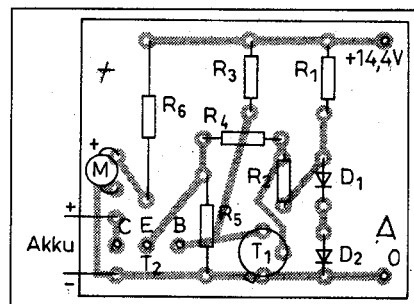 +
+14,4V
R3
R1
R6
R4
+
M
R2
D1
R5
+
C E B
T1
Akku
T2
D2
0
-